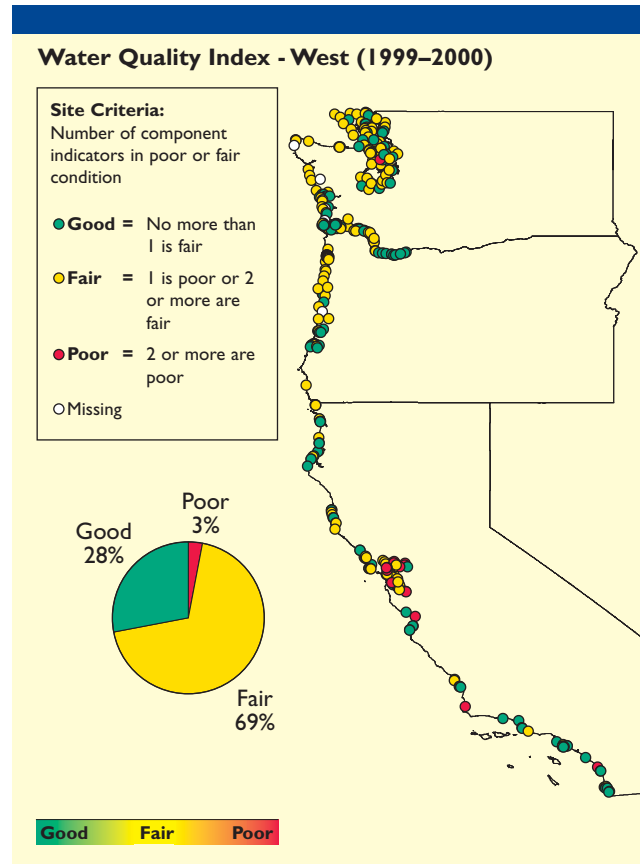 Water Quality Index - West (1999–2000)
Site Criteria:
Number of component
indicators in poor or fair
condition
Good = No more than
1 is fair
Fair = 1 is poor or 2
or more are
fair
Poor = 2 or more are
poor
Missing
Poor
3%
Good
28%
Fair
69%
Good Fair Poor